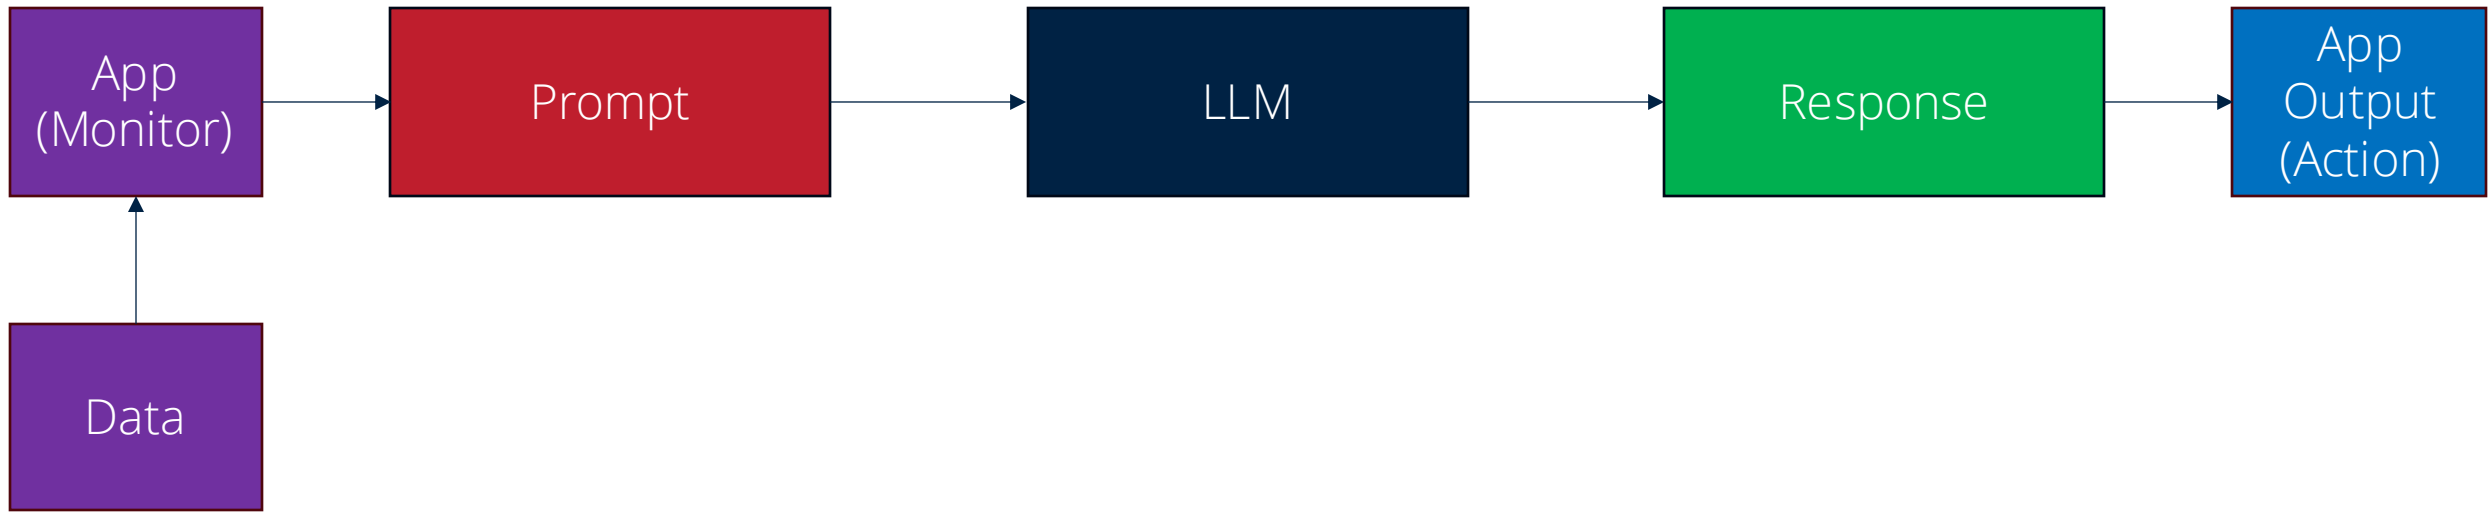 App
(Monitor)
Prompt
LLM
Response
App
Output
(Action)
Data